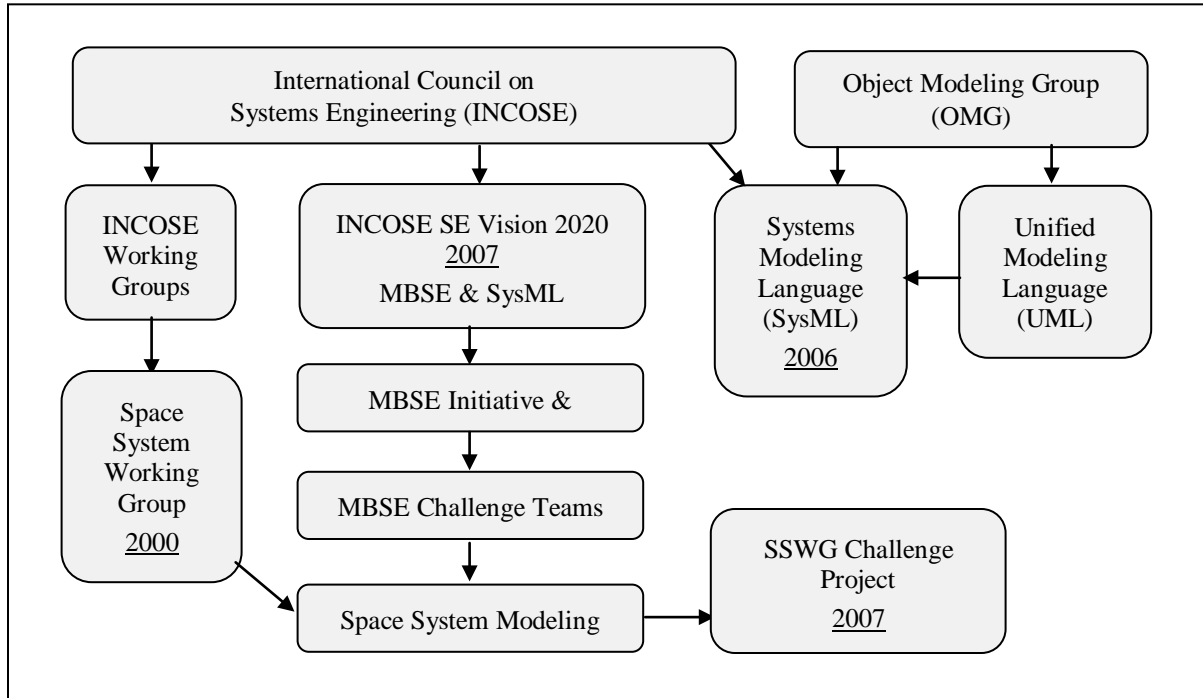 International Council on
Systems Engineering (INCOSE)
Object Modeling Group
(OMG)
INCOSE
Working
Groups
INCOSE SE Vision 2020
2007
MBSE & SysML
Systems
Modeling
Language
(SysML)
2006
Unified
Modeling
Language
(UML)
MBSE Initiative &
Space
System
Working
Group
2000
MBSE Challenge Teams
SSWG Challenge
Project
2007
Space System Modeling